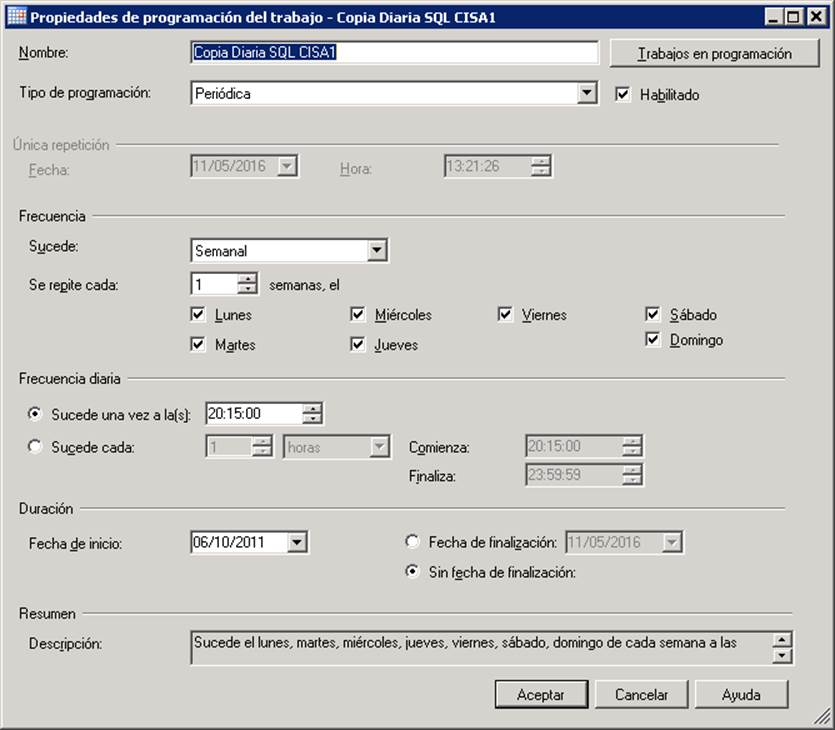 Propiedades de programación del trabajo - Copia Diaria SQL CISA1
Nombre: Copia Diaria SQL CISA1 Trabajos en programación
Tipo de programación: Periódica Habilitado
Única repetición
Fecha: 11/05/2016 Hora: 13:21:26
Frecuencia
Sucede: Semanal
Se repite cada: 1 semanas, el
Lunes Miércoles Viernes Sábado
Martes Jueves Domingo
Frecuencia diaria
Sucede una vez a la(s): 20:15:00
Sucede cada: 1 horas Comienza: 20:15:00
Finaliza: 23:59:59
Duración
Fecha de inicio: 06/10/2011 Fecha de finalización: 11/05/2016
Sin fecha de finalización:
Resumen
Descripción: Sucede el lunes, martes, miércoles, jueves, viernes, sábado, domingo de cada semana a las
Aceptar Cancelar Ayuda